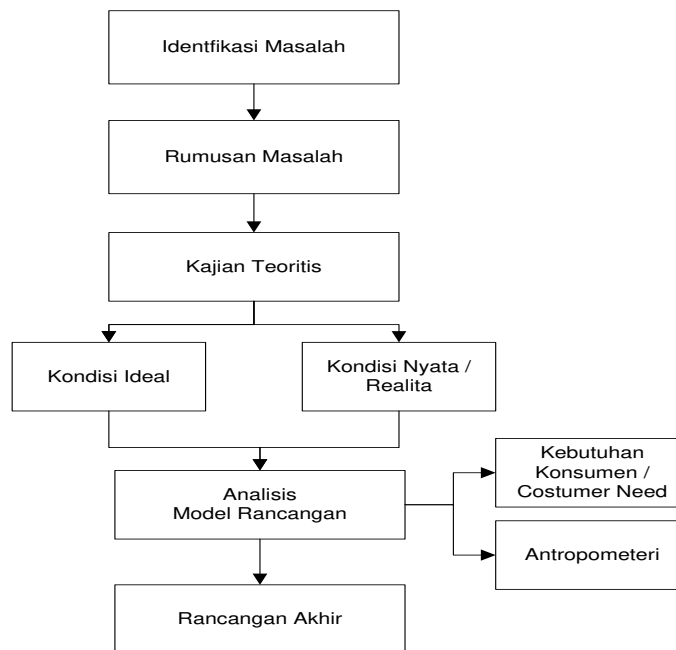 Identfikasi Masalah
Rumusan Masalah
Kajian Teoritis
Kondisi Ideal
Kondisi Nyata /
Realita
Analisis
Model Rancangan
Kebutuhan
Konsumen /
Costumer Need
Antropometeri
Rancangan Akhir